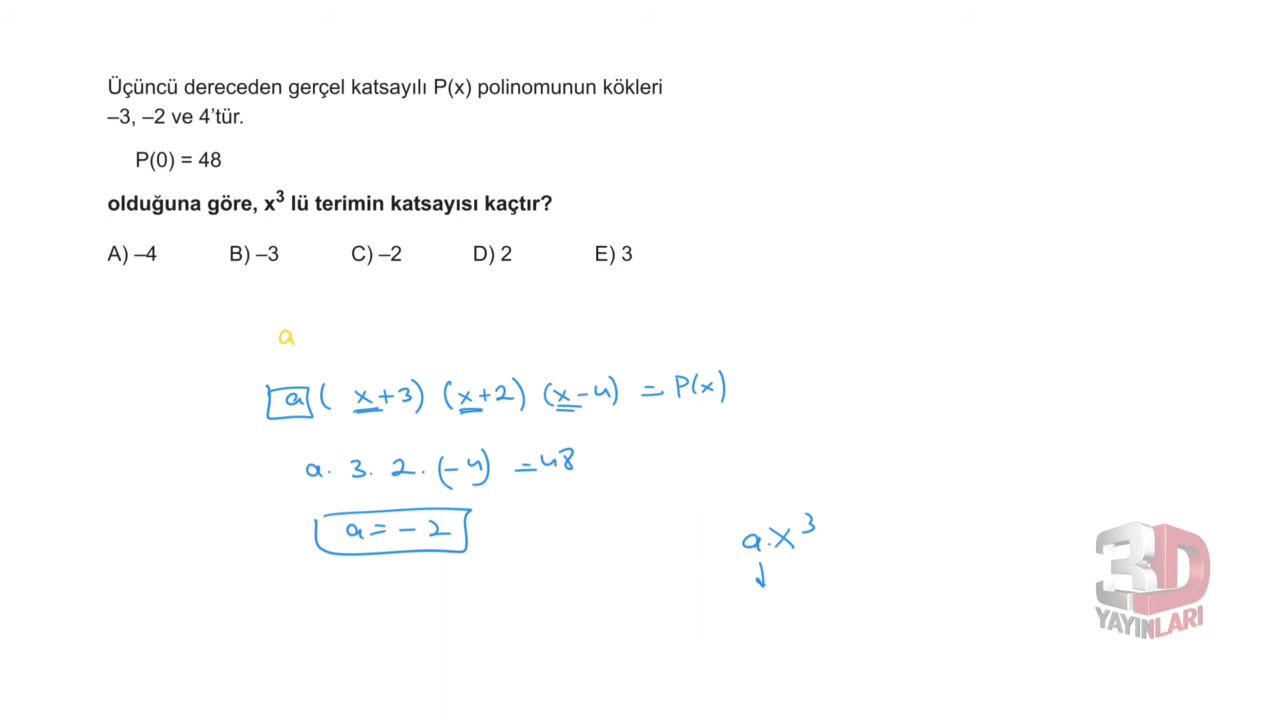 Üçüncü dereceden gerçel katsayılı P(x) polinomunun kökleri
–3, –2 ve 4'tür.
P(0) = 48
olduğuna göre, x³ lü terimin katsayısı kaçtır?
A) –4 B) –3 C) –2 D) 2 E) 3
a
a ( x+3) (x+2) (x-4) = P(x)
a. 3. 2. (-4) = 48
a = - 2
a.x³
3D
YAYINLARI